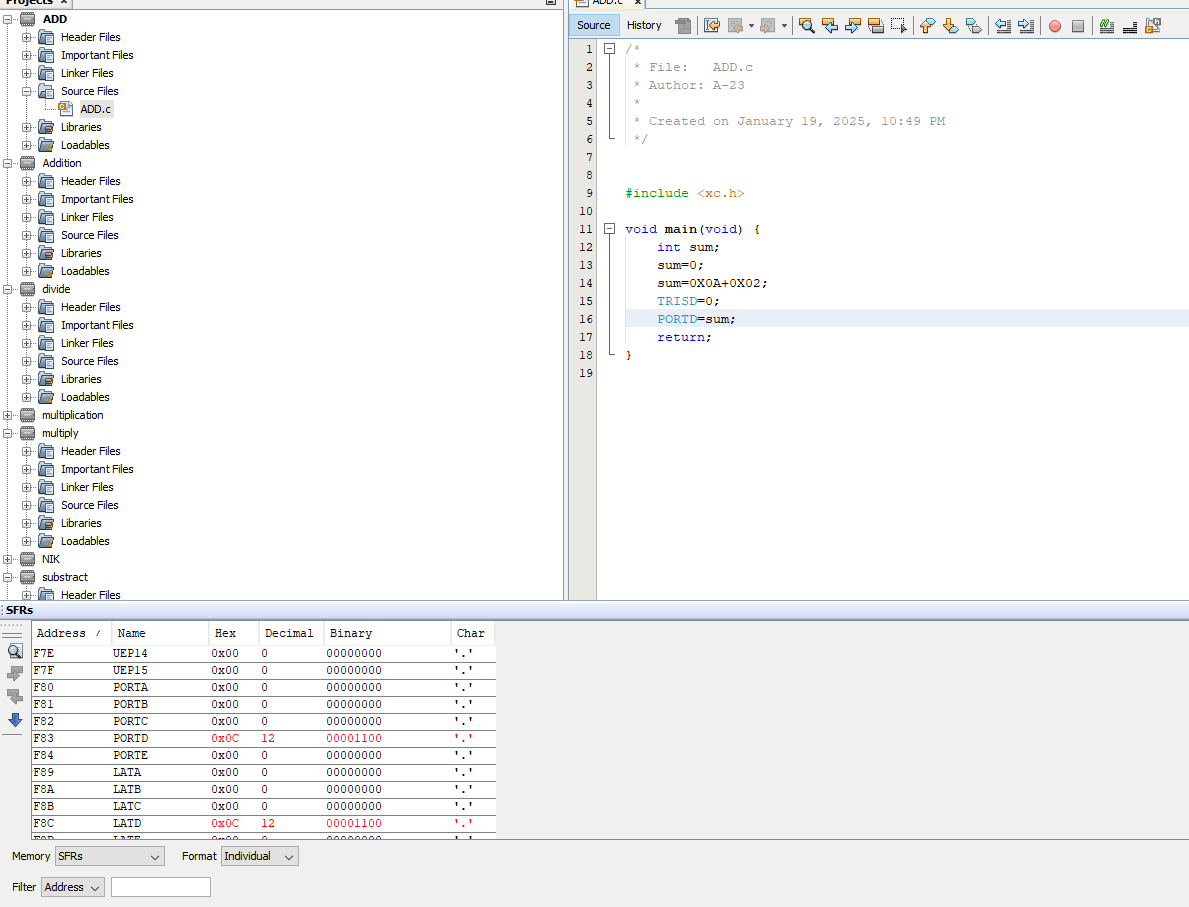 Projects ×
ADD
Header Files
Important Files
Linker Files
Source Files
ADD.c
Libraries
Loadables
Addition
Header Files
Important Files
Linker Files
Source Files
Libraries
Loadables
divide
Header Files
Important Files
Linker Files
Source Files
Libraries
Loadables
multiplication
multiply
Header Files
Important Files
Linker Files
Source Files
Libraries
Loadables
NIK
substract
Header Files
ADD.c ×
Source History
1 /*
2 * File: ADD.c
3 * Author: A-23
4 *
5 * Created on January 19, 2025, 10:49 PM
6 */
7
8
9 #include <xc.h>
10
11 void main(void) {
12 int sum;
13 sum=0;
14 sum=0X0A+0X02;
15 TRISD=0;
16 PORTD=sum;
17 return;
18 }
19
SFRs
Address / Name Hex Decimal Binary Char
F7E UEP14 0x00 0 00000000 '.'
F7F UEP15 0x00 0 00000000 '.'
F80 PORTA 0x00 0 00000000 '.'
F81 PORTB 0x00 0 00000000 '.'
F82 PORTC 0x00 0 00000000 '.'
F83 PORTD 0x0C 12 00001100 '.'
F84 PORTE 0x00 0 00000000 '.'
F89 LATA 0x00 0 00000000 '.'
F8A LATB 0x00 0 00000000 '.'
F8B LATC 0x00 0 00000000 '.'
F8C LATD 0x0C 12 00001100 '.'
F8D LATE 0x00 0 00000000 '.'
Memory SFRs Format Individual
Filter Address